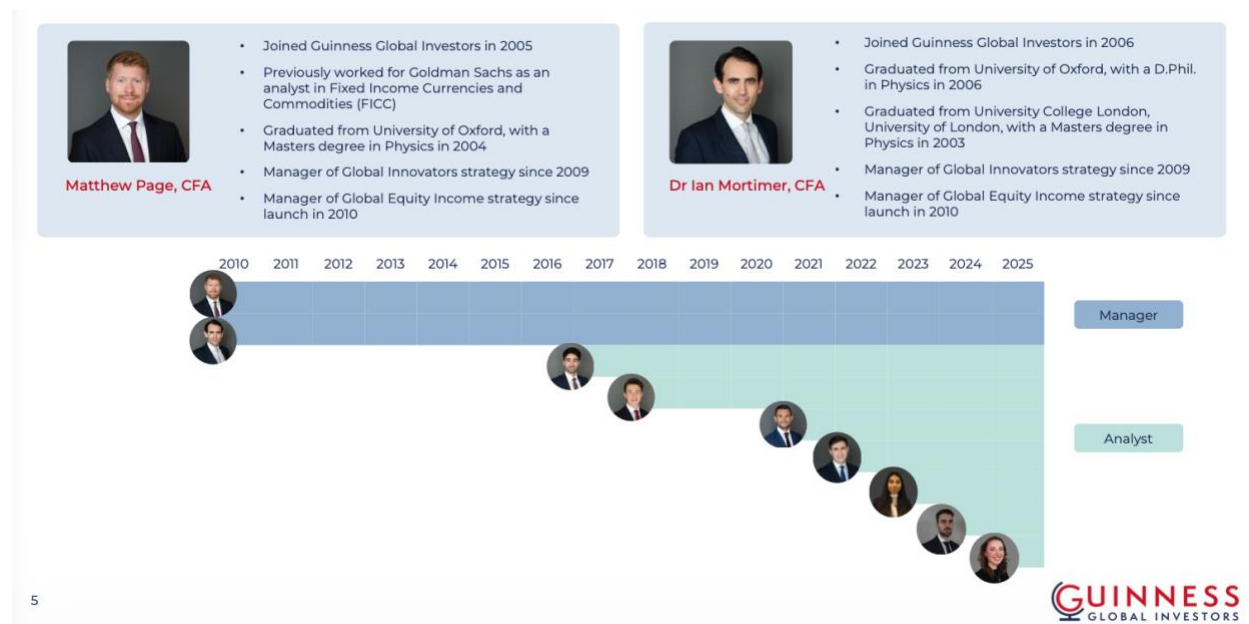 • Joined Guinness Global Investors in 2005
• Previously worked for Goldman Sachs as an
analyst in Fixed Income Currencies and
Commodities (FICC)
• Graduated from University of Oxford, with a
Masters degree in Physics in 2004
• Manager of Global Innovators strategy since 2009
• Manager of Global Equity Income strategy since
launch in 2010
Matthew Page, CFA
• Joined Guinness Global Investors in 2006
• Graduated from University of Oxford, with a D.Phil.
in Physics in 2006
• Graduated from University College London,
University of London, with a Masters degree in
Physics in 2003
• Manager of Global Innovators strategy since 2009
• Manager of Global Equity Income strategy since
launch in 2010
Dr Ian Mortimer, CFA
2010 2011 2012 2013 2014 2015 2016 2017 2018 2019 2020 2021 2022 2023 2024 2025
Manager
Analyst
5
GUINNESS
GLOBAL INVESTORS